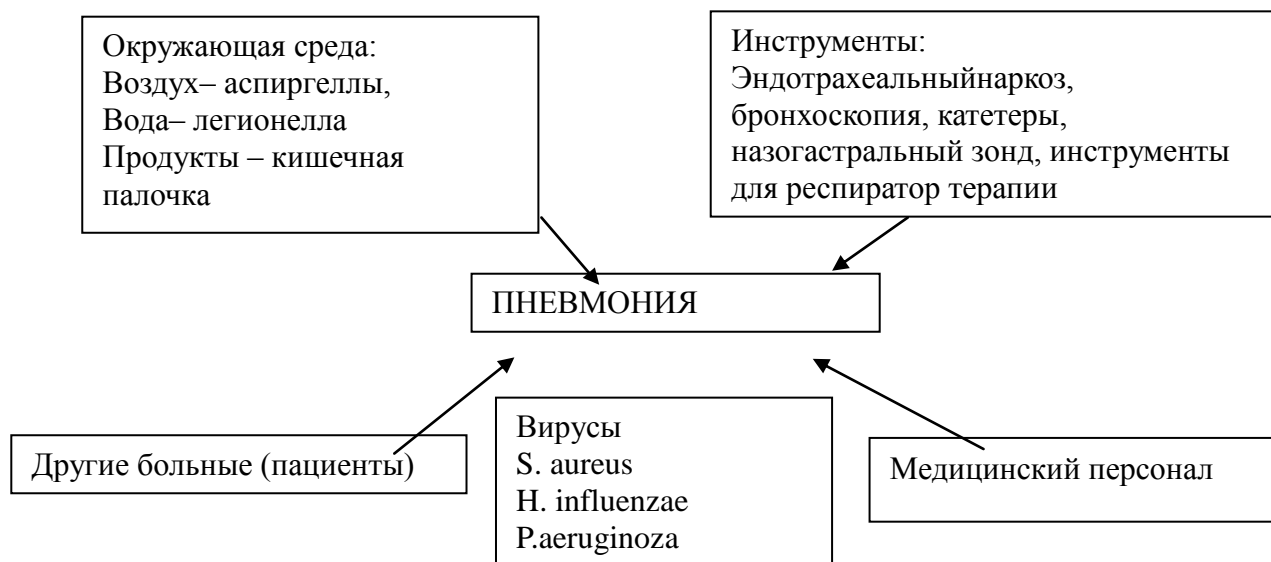 Окружающая среда:
Воздух– аспиргеллы,
Вода– легионелла
Продукты – кишечная
палочка
Инструменты:
Эндотрахеальныйнаркоз,
бронхоскопия, катетеры,
назогастральный зонд, инструменты
для респиратор терапии
ПНЕВМОНИЯ
Другие больные (пациенты)
Вирусы
S. aureus
H. influenzae
P.aeruginoza
Медицинский персонал